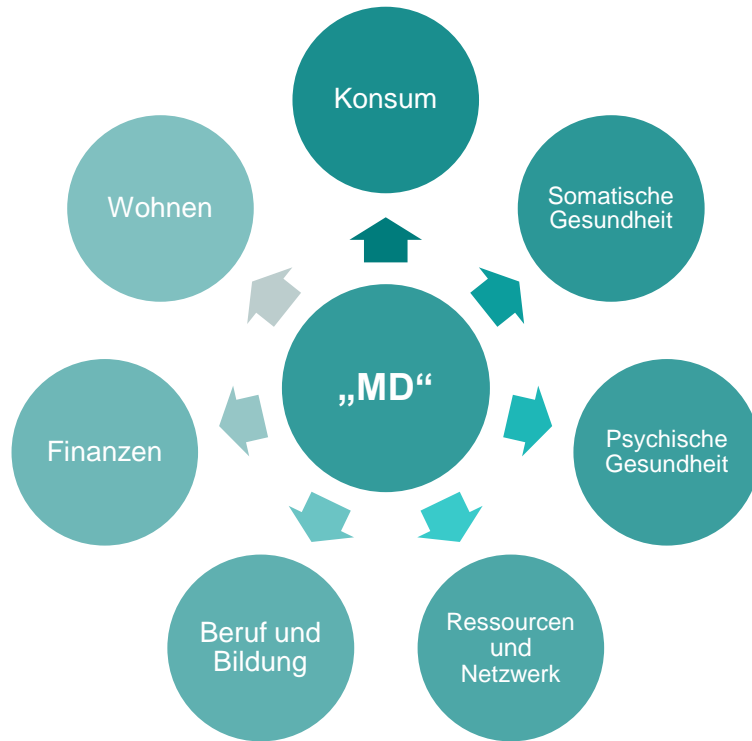 Konsum
Somatische
Gesundheit
Psychische
Gesundheit
Ressourcen
und
Netzwerk
Beruf und
Bildung
Finanzen
Wohnen
„MD“